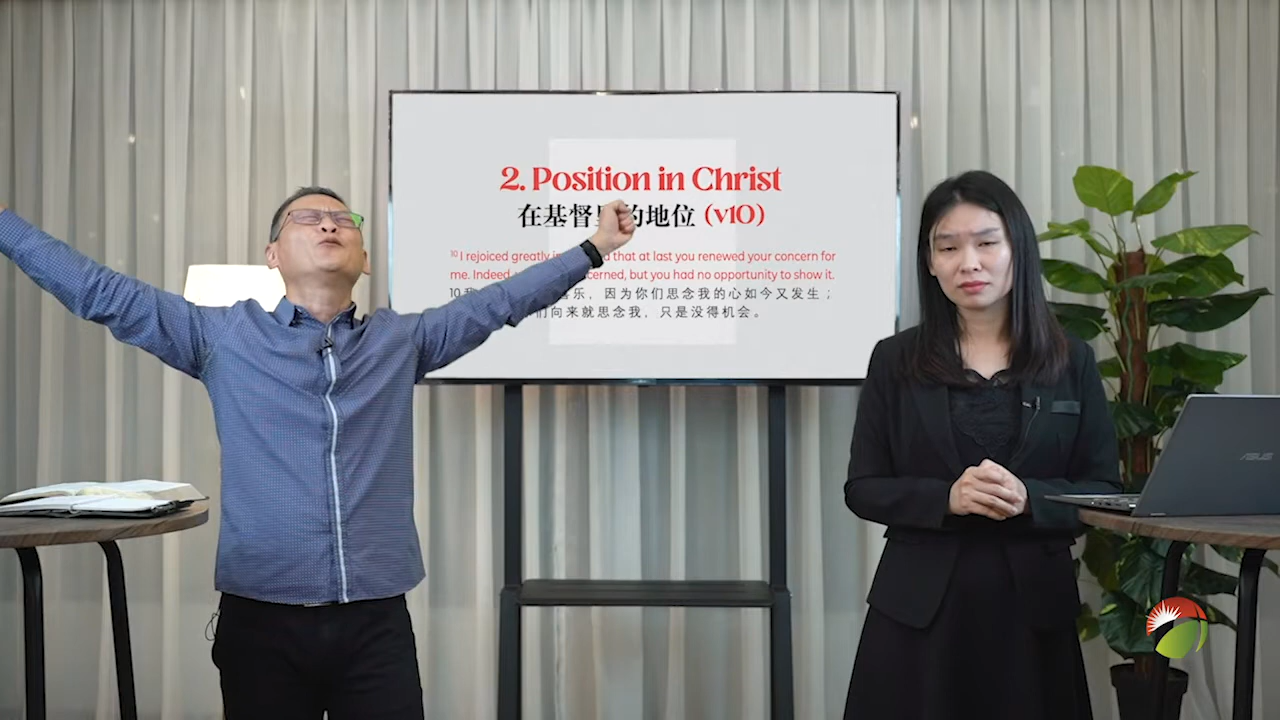 2. Position in Christ
在基督 的地位 (v10)
10 I rejoiced greatly that at last you renewed your concern for
me. Indeed, cerned, but you had no opportunity to show it.
10 乐，因为你们思念我的心如今又发生；
们向来就思念我，只是没得机会。
ASUS